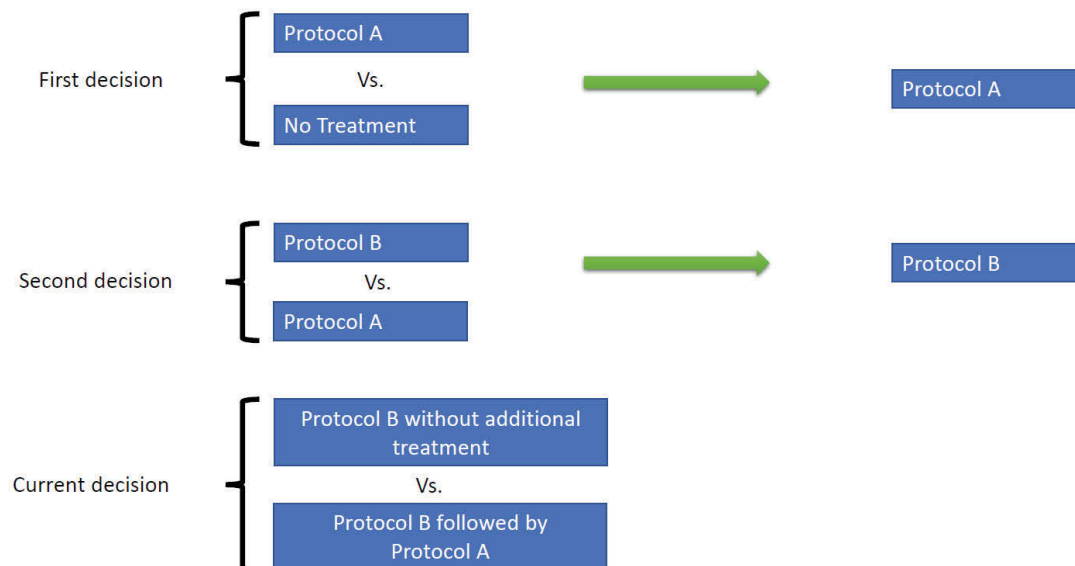 Protocol A
First decision
Vs.
Protocol A
No Treatment
Protocol B
Second decision
Vs.
Protocol B
Protocol A
Protocol B without additional
treatment
Current decision
Vs.
Protocol B followed by
Protocol A